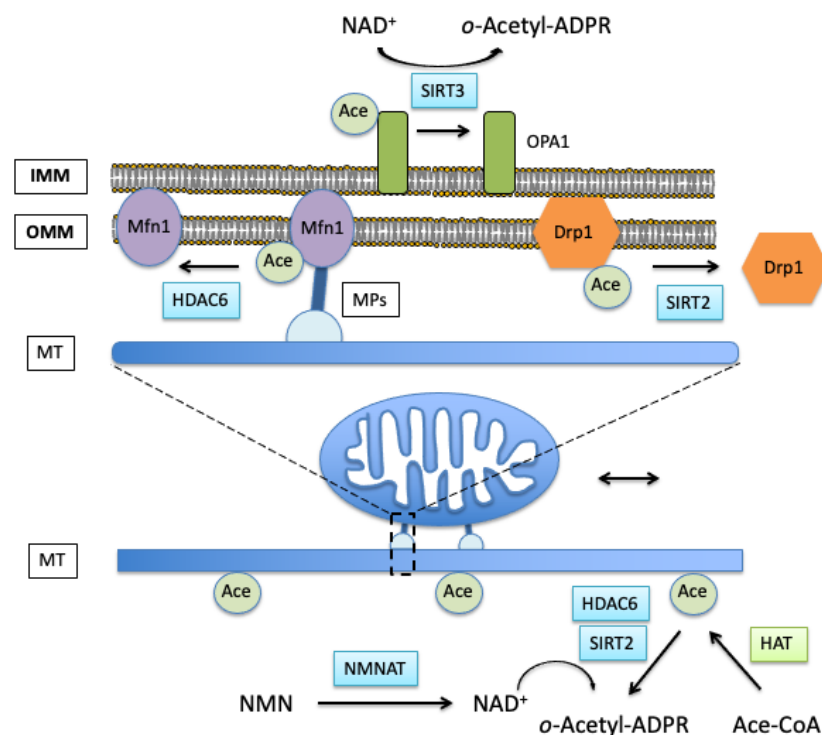 NAD⁺ o-Acetyl-ADPR
SIRT3
Ace
OPA1
IMM
Mfn1 Mfn1 Drp1
OMM
Ace Ace Drp1
HDAC6 MPs SIRT2
MT
MT
Ace Ace Ace
HDAC6
SIRT2 HAT
NMNAT
NMN NAD⁺
o-Acetyl-ADPR Ace-CoA